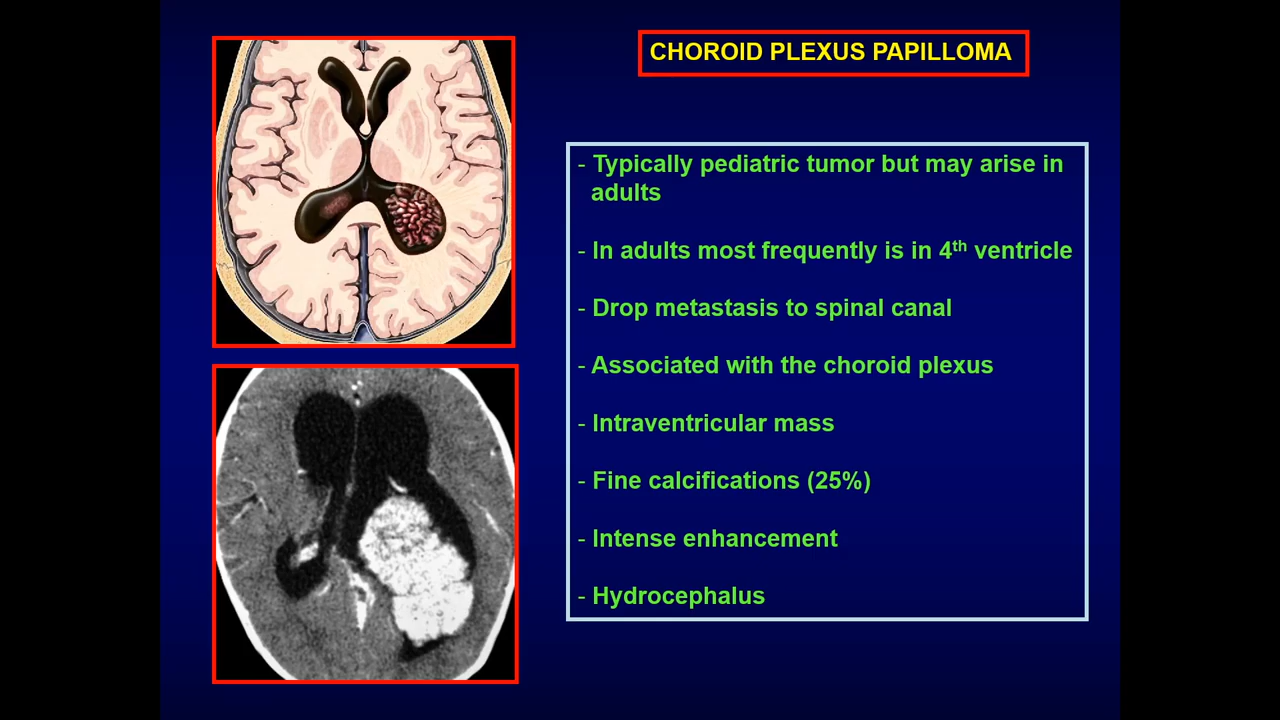 CHOROID PLEXUS PAPILLOMA
- Typically pediatric tumor but may arise in
adults
- In adults most frequently is in 4th ventricle
- Drop metastasis to spinal canal
- Associated with the choroid plexus
- Intraventricular mass
- Fine calcifications (25%)
- Intense enhancement
- Hydrocephalus